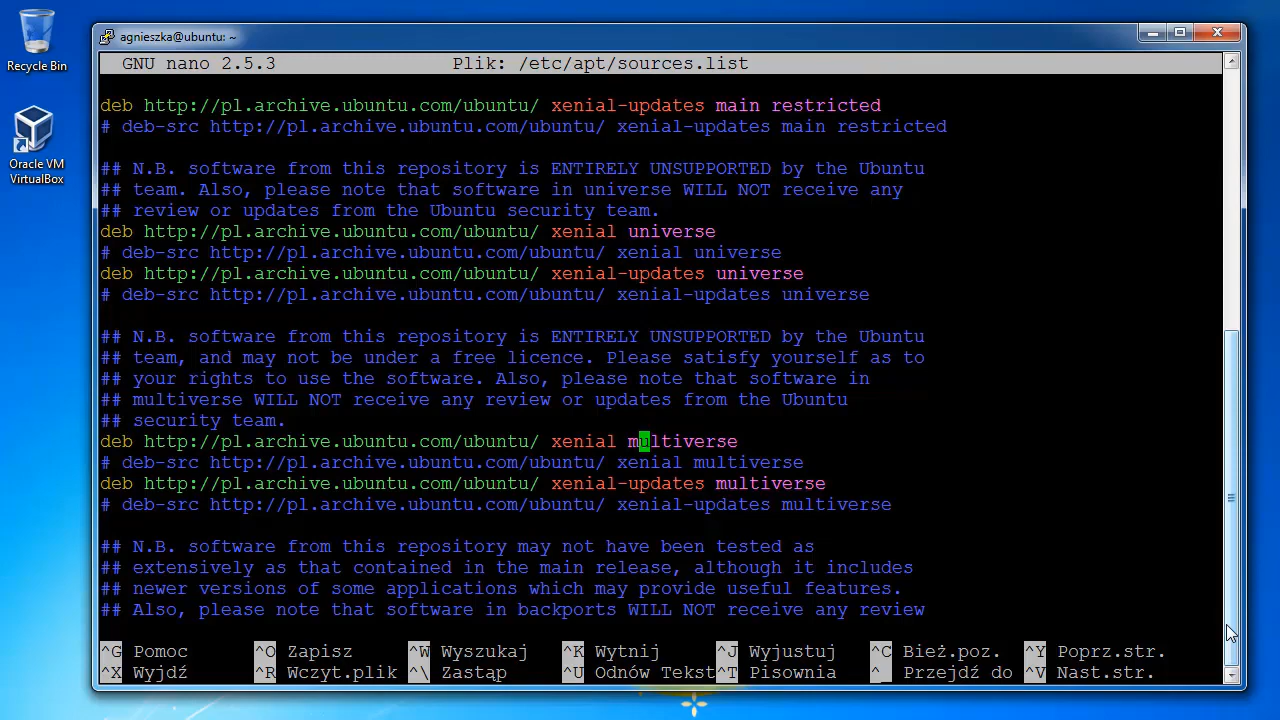 Recycle Bin
Oracle VM
VirtualBox
agnieszka@ubuntu: ~
GNU nano 2.5.3 Plik: /etc/apt/sources.list
deb http://pl.archive.ubuntu.com/ubuntu/ xenial-updates main restricted
# deb-src http://pl.archive.ubuntu.com/ubuntu/ xenial-updates main restricted
## N.B. software from this repository is ENTIRELY UNSUPPORTED by the Ubuntu
## team. Also, please note that software in universe WILL NOT receive any
## review or updates from the Ubuntu security team.
deb http://pl.archive.ubuntu.com/ubuntu/ xenial universe
# deb-src http://pl.archive.ubuntu.com/ubuntu/ xenial universe
deb http://pl.archive.ubuntu.com/ubuntu/ xenial-updates universe
# deb-src http://pl.archive.ubuntu.com/ubuntu/ xenial-updates universe
## N.B. software from this repository is ENTIRELY UNSUPPORTED by the Ubuntu
## team, and may not be under a free licence. Please satisfy yourself as to
## your rights to use the software. Also, please note that software in
## multiverse WILL NOT receive any review or updates from the Ubuntu
## security team.
deb http://pl.archive.ubuntu.com/ubuntu/ xenial multiverse
# deb-src http://pl.archive.ubuntu.com/ubuntu/ xenial multiverse
deb http://pl.archive.ubuntu.com/ubuntu/ xenial-updates multiverse
# deb-src http://pl.archive.ubuntu.com/ubuntu/ xenial-updates multiverse
## N.B. software from this repository may not have been tested as
## extensively as that contained in the main release, although it includes
## newer versions of some applications which may provide useful features.
## Also, please note that software in backports WILL NOT receive any review
^G Pomoc ^O Zapisz ^W Wyszukaj ^K Wytnij ^J Wyjustuj ^C Bież.poz. ^Y Poprz.str.
^X Wyjdź ^R Wczyt.plik ^\ Zastąp ^U Odnów Tekst ^T Pisownia ^_ Przejdź do ^V Nast.str.